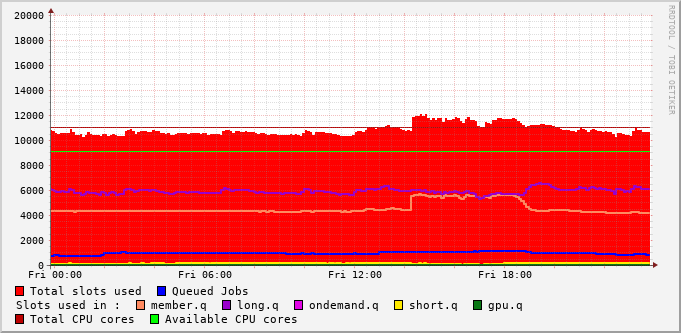 RRDTOOL / TOBI OETIKER
20000
18000
16000
14000
12000
10000
8000
6000
4000
2000
0
Fri 00:00 Fri 06:00 Fri 12:00 Fri 18:00
Total slots used Queued Jobs
Slots used in : member.q long.q ondemand.q short.q gpu.q
Total CPU cores Available CPU cores